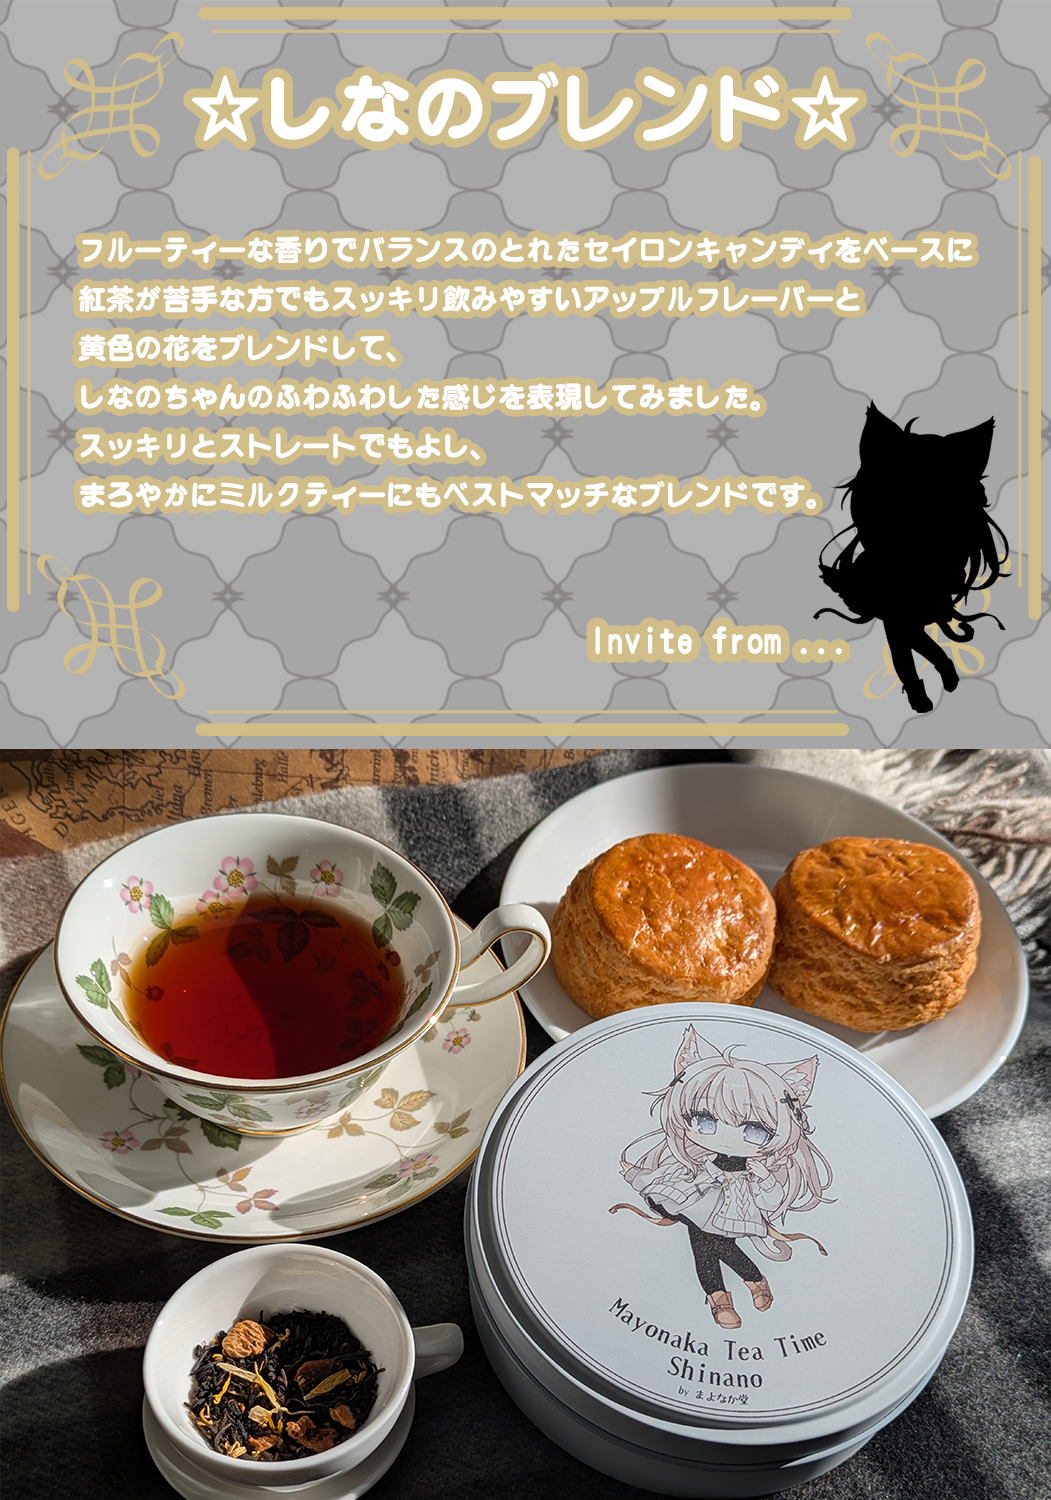 ☆しなのブレンド☆
フルーティーな香りでバランスのとれたセイロンキャンディをベースに
紅茶が苦手な方でもスッキリ飲みやすいアップルフレーバーと
黄色の花をブレンドして、
しなのちゃんのふわふわした感じを表現してみました。
スッキリとストレートでもよし、
まろやかにミルクティーにもベストマッチなブレンドです。
Invite from ...
Mayonaka Tea Time
Shinano
by まよなか堂